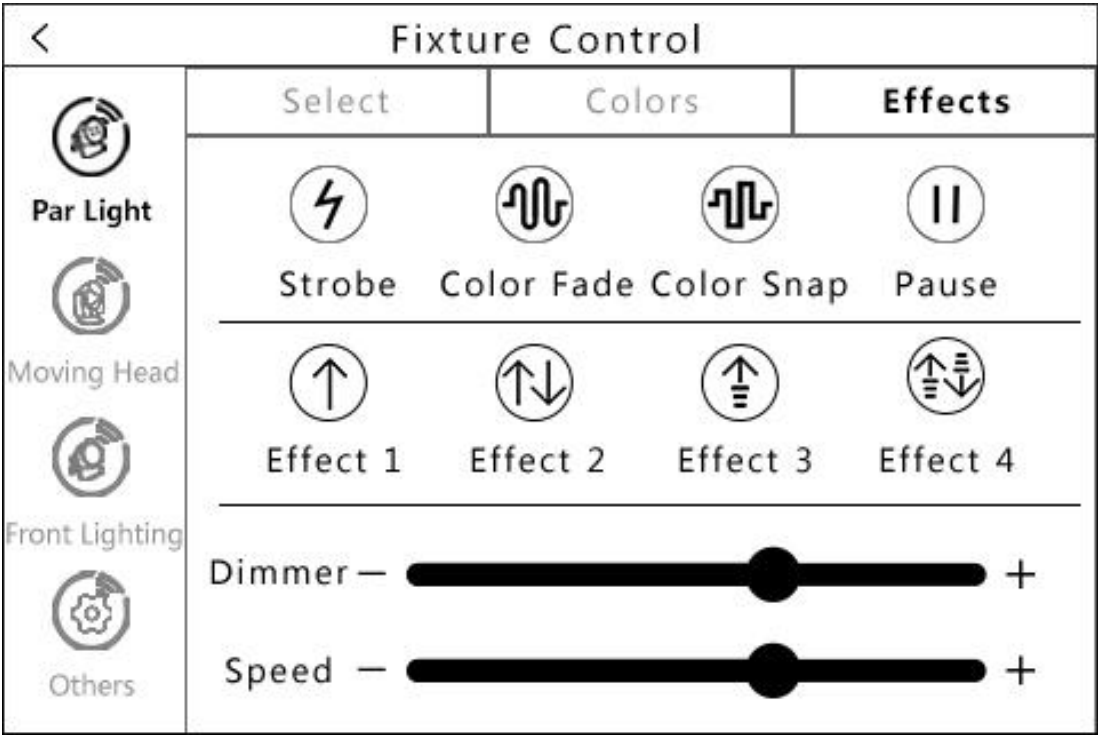 Fixture Control
Select Colors Effects
Par Light
Moving Head
Front Lighting
Others
Strobe Color Fade Color Snap Pause
Effect 1 Effect 2 Effect 3 Effect 4
Dimmer − +
Speed − +